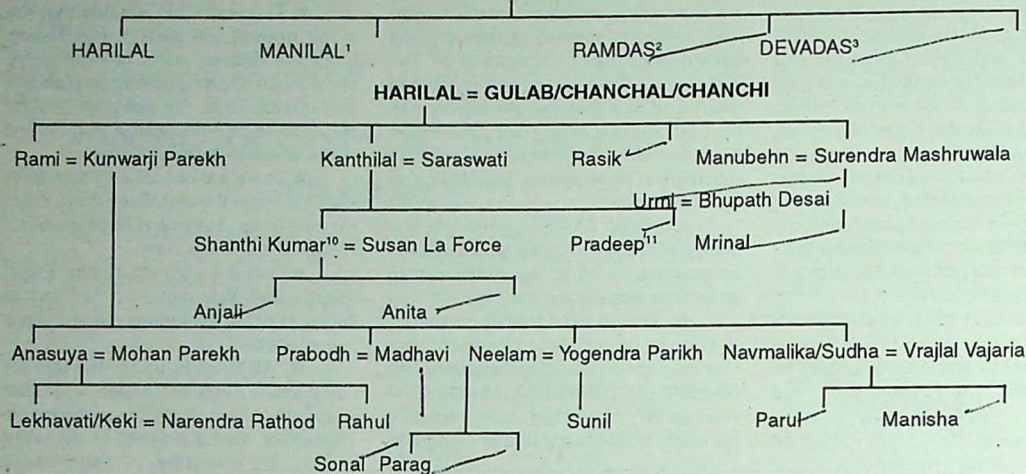 HARILAL MANILAL¹ RAMDAS² DEVADAS³
HARILAL = GULAB/CHANCHAL/CHANCHI
Rami = Kunwarji Parekh Kanthilal = Saraswati Rasik Manubehn = Surendra Mashruwala
Urmi = Bhupath Desai
Shanthi Kumar¹⁰ = Susan La Force Pradeep¹¹ Mrinal
Anjali Anita
Anasuya = Mohan Parekh Prabodh = Madhavi Neelam = Yogendra Parikh Navmalika/Sudha = Vrajlal Vajaria
Lekhavati/Keki = Narendra Rathod Rahul Sunil Parul Manisha
Sonal Parag